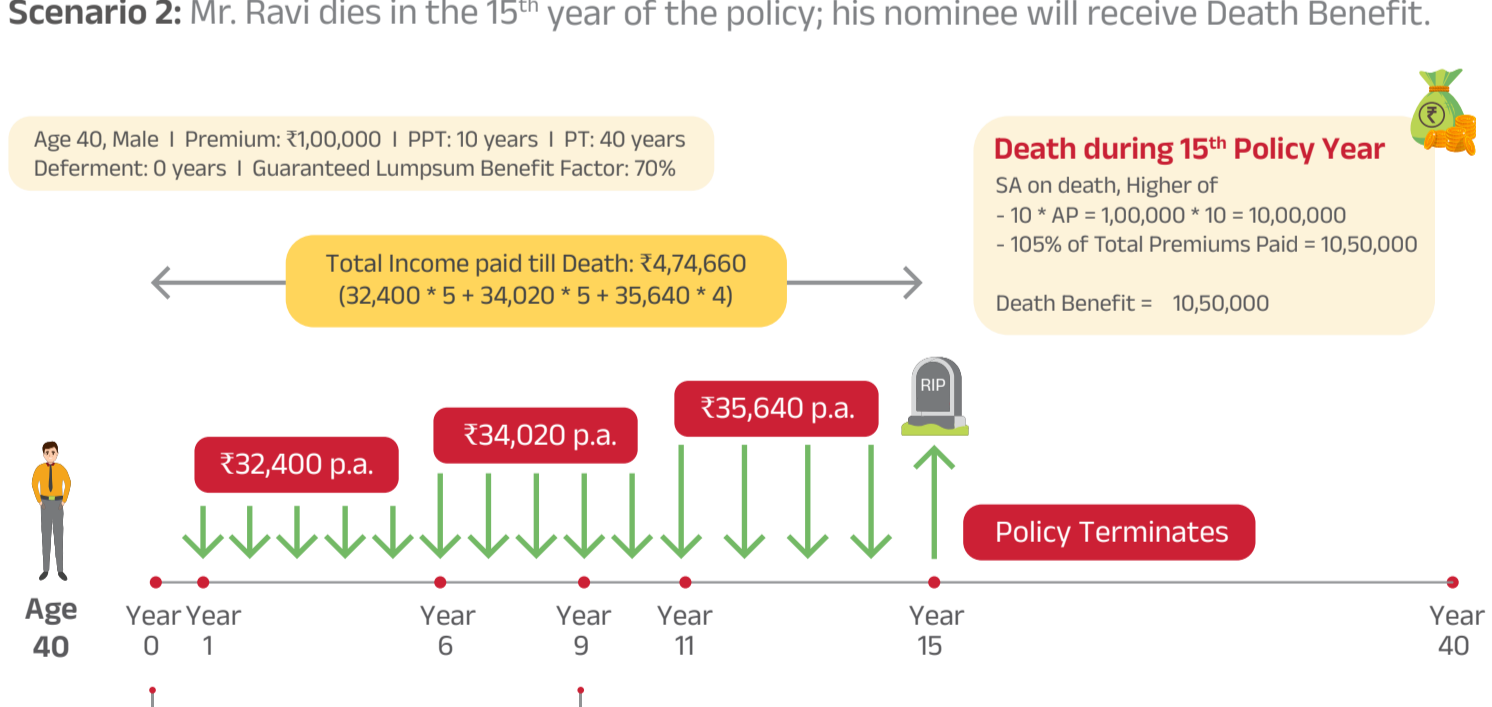 Scenario 2: Mr. Ravi dies in the 15th year of the policy; his nominee will receive Death Benefit.
Age 40, Male I Premium: ₹1,00,000 I PPT: 10 years I PT: 40 years
Deferment: 0 years I Guaranteed Lumpsum Benefit Factor: 70%
Death during 15th Policy Year
SA on death, Higher of
- 10 * AP = 1,00,000 * 10 = 10,00,000
- 105% of Total Premiums Paid = 10,50,000
Death Benefit = 10,50,000
Total Income paid till Death: ₹4,74,660
(32,400 * 5 + 34,020 * 5 + 35,640 * 4)
₹32,400 p.a.
₹34,020 p.a.
₹35,640 p.a.
RIP
₹
Policy Terminates
Age
40
Year
0
Year
1
Year
6
Year
9
Year
11
Year
15
Year
40